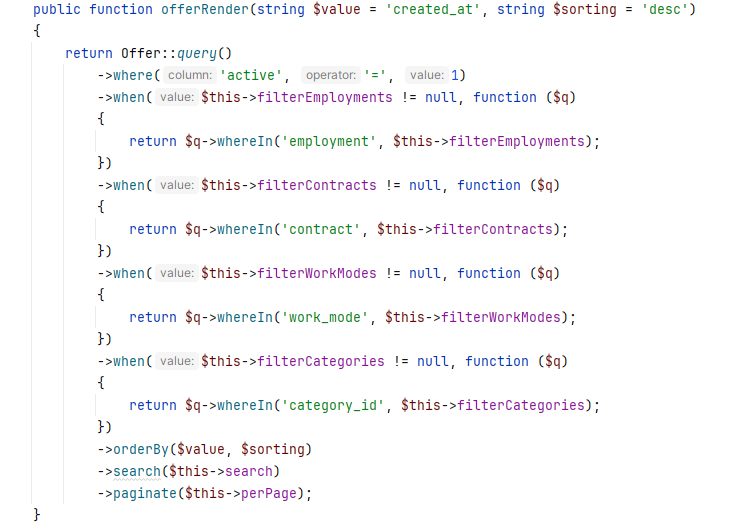 public function offerRender(string $value = 'created_at', string $sorting = 'desc')
{
    return Offer::query()
        ->where( column: 'active', operator: '=', value: 1)
        ->when( value: $this->filterEmployments != null, function ($q)
        {
            return $q->whereIn('employment', $this->filterEmployments);
        })
        ->when( value: $this->filterContracts != null, function ($q)
        {
            return $q->whereIn('contract', $this->filterContracts);
        })
        ->when( value: $this->filterWorkModes != null, function ($q)
        {
            return $q->whereIn('work_mode', $this->filterWorkModes);
        })
        ->when( value: $this->filterCategories != null, function ($q)
        {
            return $q->whereIn('category_id', $this->filterCategories);
        })
        ->orderBy($value, $sorting)
        ->search($this->search)
        ->paginate($this->perPage);
}